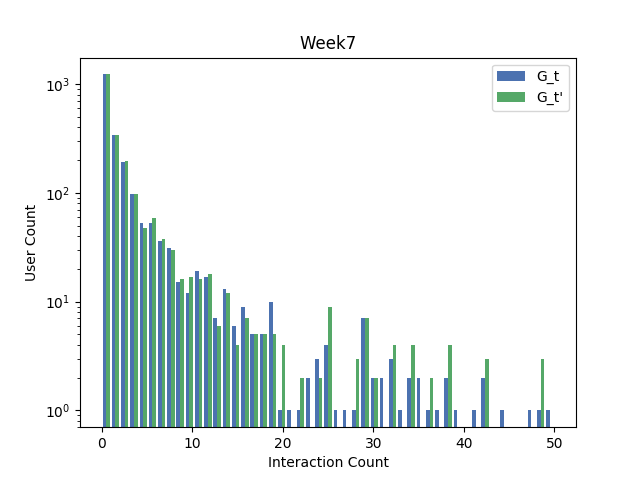 Week7
G_t
G_t'
10³
10²
10¹
10⁰
User Count
0 10 20 30 40 50
Interaction Count